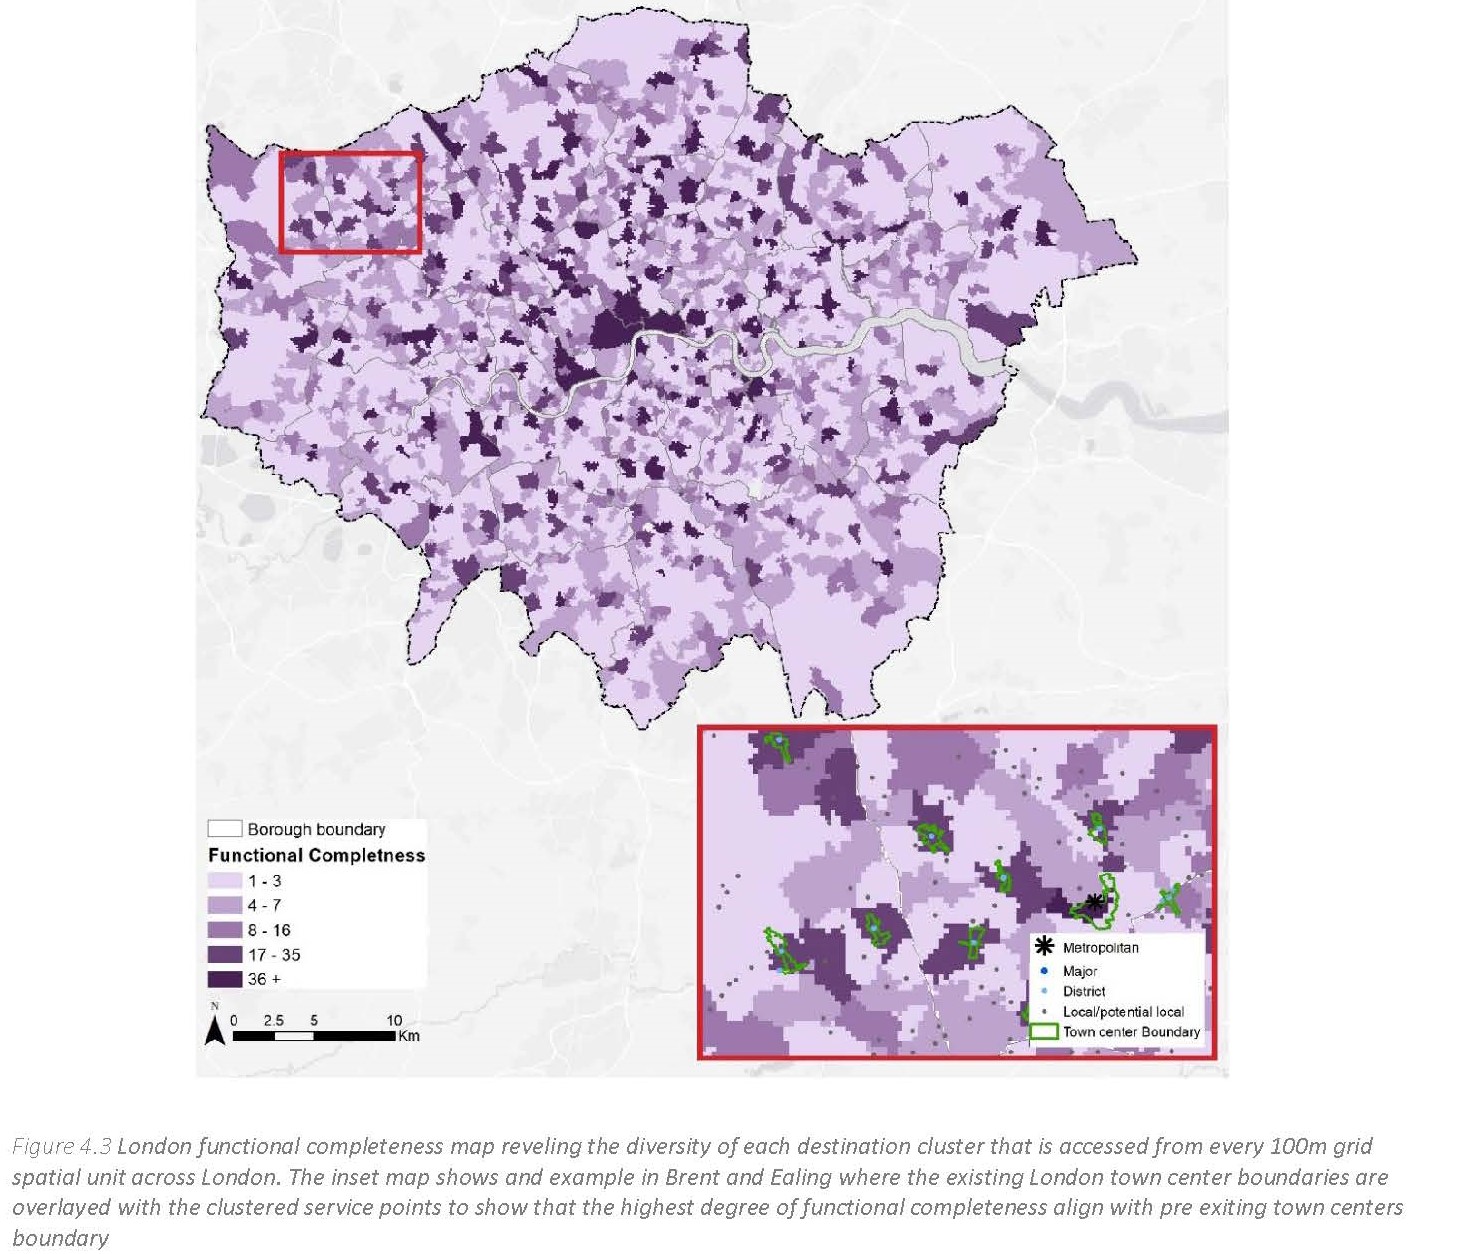 Borough boundary
Functional Completness
1 - 3
4 - 7
8 - 16
17 - 35
36 +
N
0 2.5 5 10
Km
Metropolitan
Major
District
Local/potential local
Town center Boundary
Figure 4.3 London functional completeness map reveling the diversity of each destination cluster that is accessed from every 100m grid
spatial unit across London. The inset map shows and example in Brent and Ealing where the existing London town center boundaries are
overlayed with the clustered service points to show that the highest degree of functional completeness align with pre exiting town centers
boundary